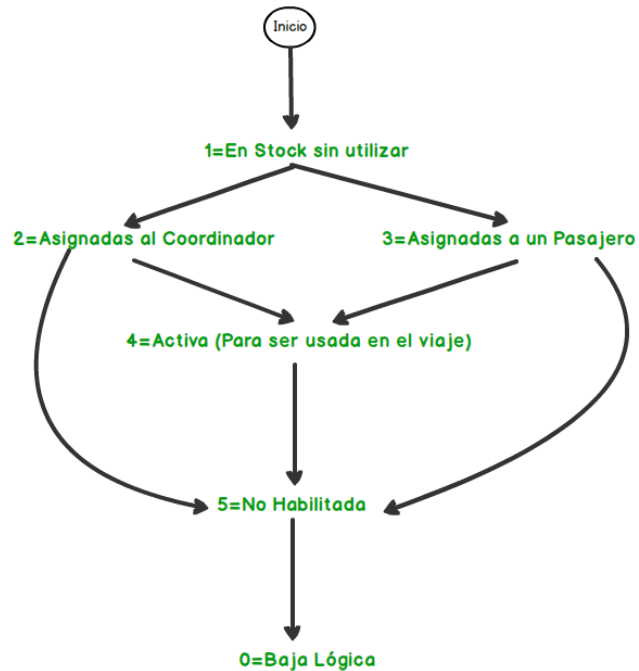 Inicio
1=En Stock sin utilizar
2=Asignadas al Coordinador
3=Asignadas a un Pasajero
4=Activa (Para ser usada en el viaje)
5=No Habilitada
0=Baja Lógica